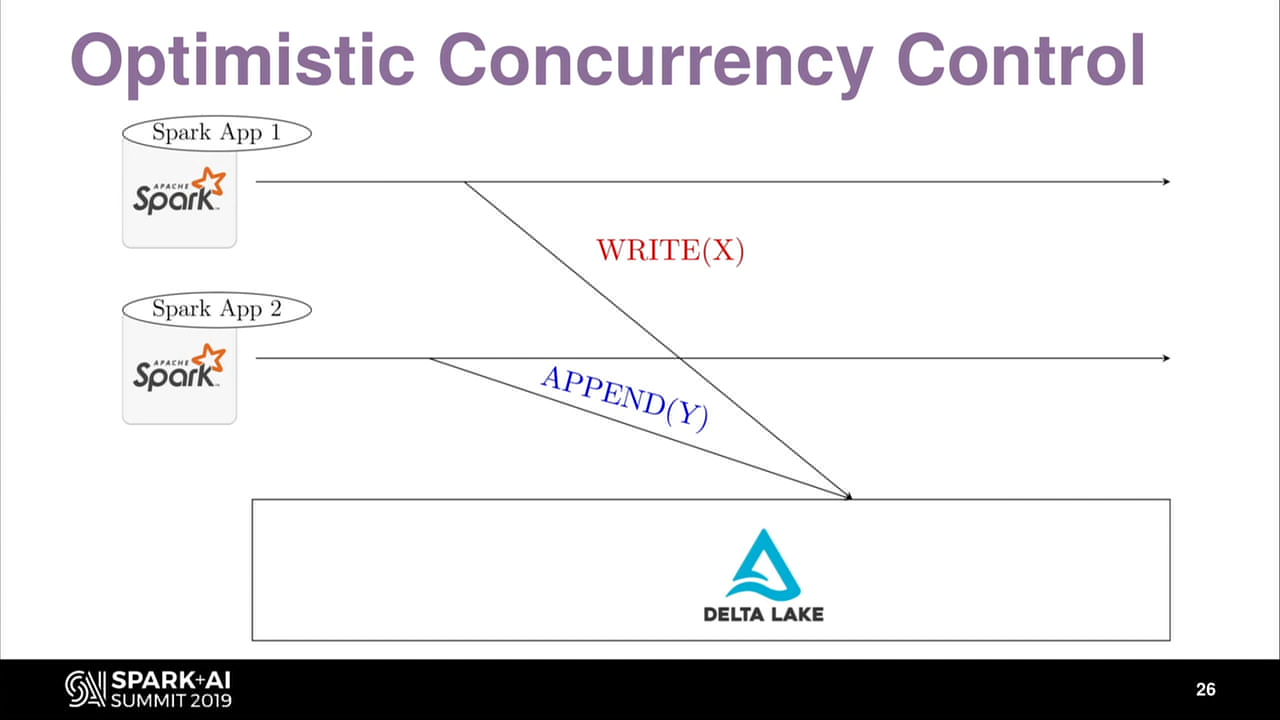 Optimistic Concurrency Control
Spark App 1
APACHE
Spark
WRITE(X)
Spark App 2
APACHE
Spark
APPEND(Y)
DELTA LAKE
SPARK+AI
SUMMIT 2019
26